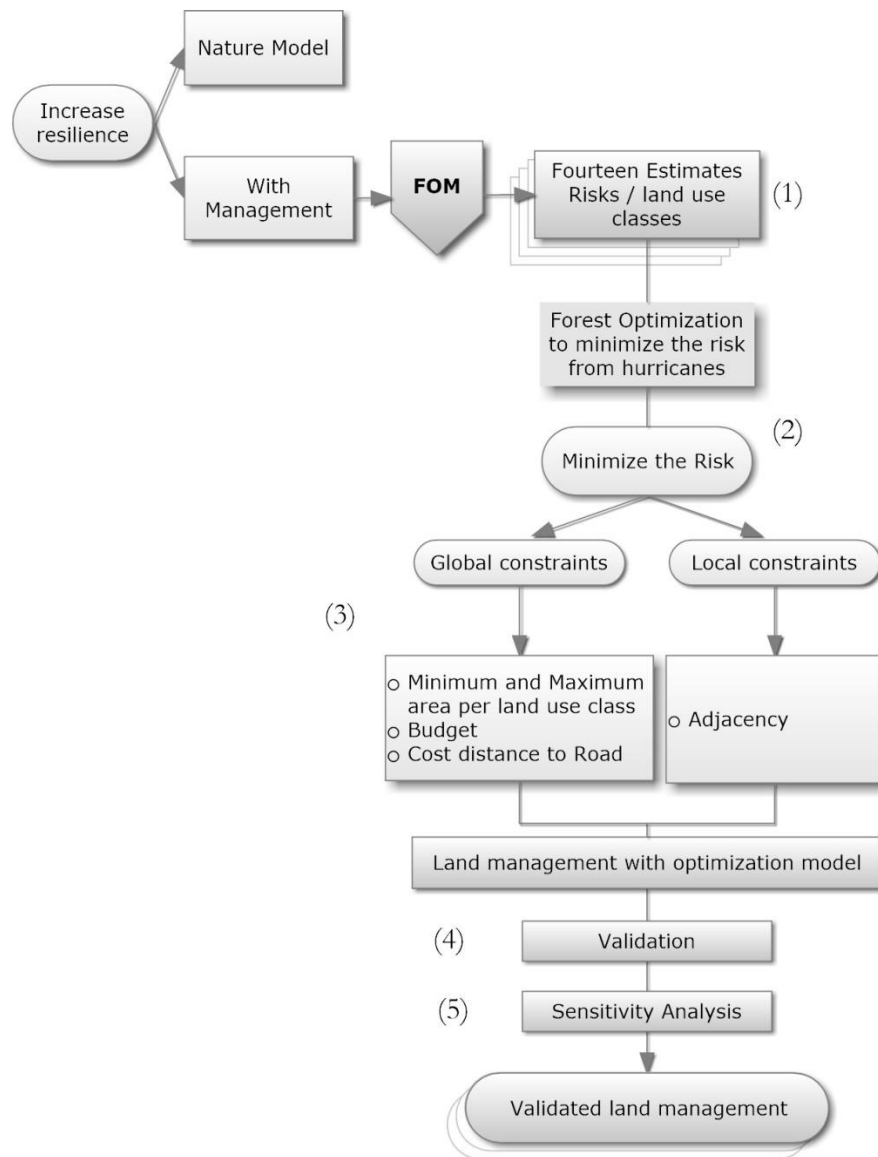 Nature Model
Increase
resilience
With
Management
FOM
Fourteen Estimates
Risks / land use
classes
(1)
Forest Optimization
to minimize the risk
from hurricanes
(2)
Minimize the Risk
Global constraints
Local constraints
(3)
○ Minimum and Maximum
area per land use class
○ Budget
○ Cost distance to Road
○ Adjacency
Land management with optimization model
(4)
Validation
(5)
Sensitivity Analysis
Validated land management